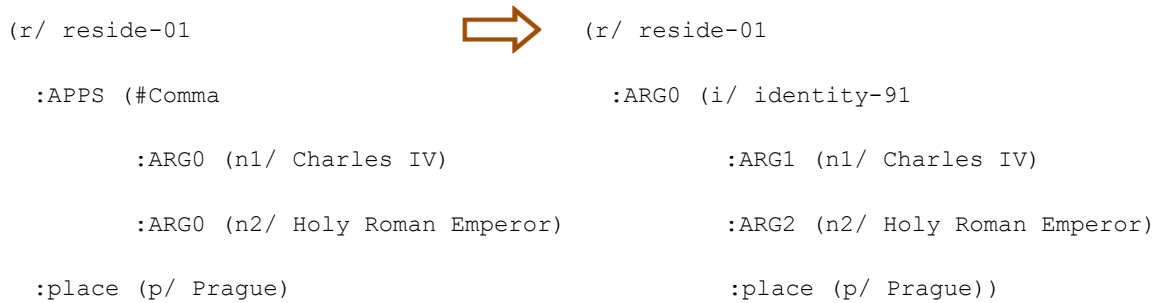 (r/ reside-01
:APPS (#Comma
:ARG0 (n1/ Charles IV)
:ARG0 (n2/ Holy Roman Emperor)
:place (p/ Prague)
(r/ reside-01
:ARG0 (i/ identity-91
:ARG1 (n1/ Charles IV)
:ARG2 (n2/ Holy Roman Emperor)
:place (p/ Prague))